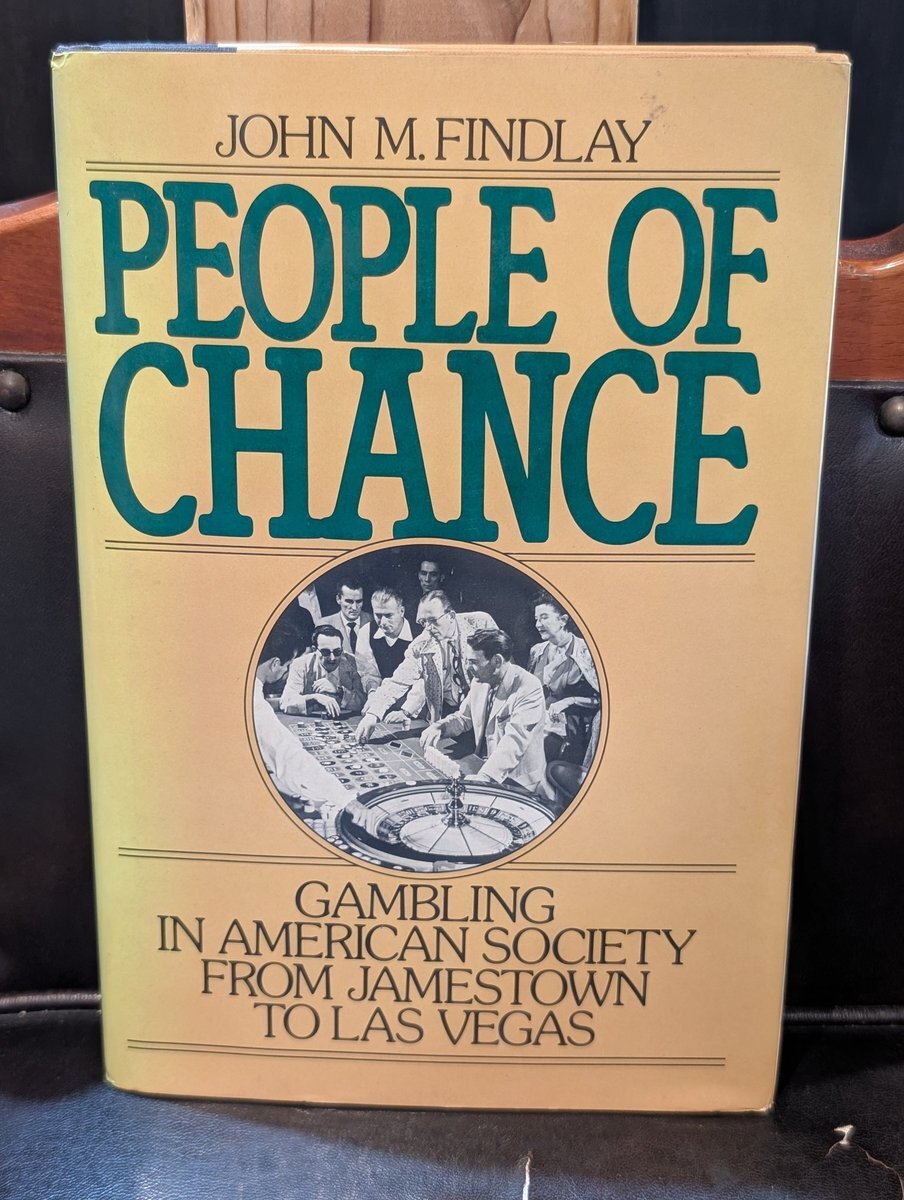 JOHN M. FINDLAY
PEOPLE OF
CHANCE
GAMBLING
IN AMERICAN SOCIETY
FROM JAMESTOWN
TO LAS VEGAS